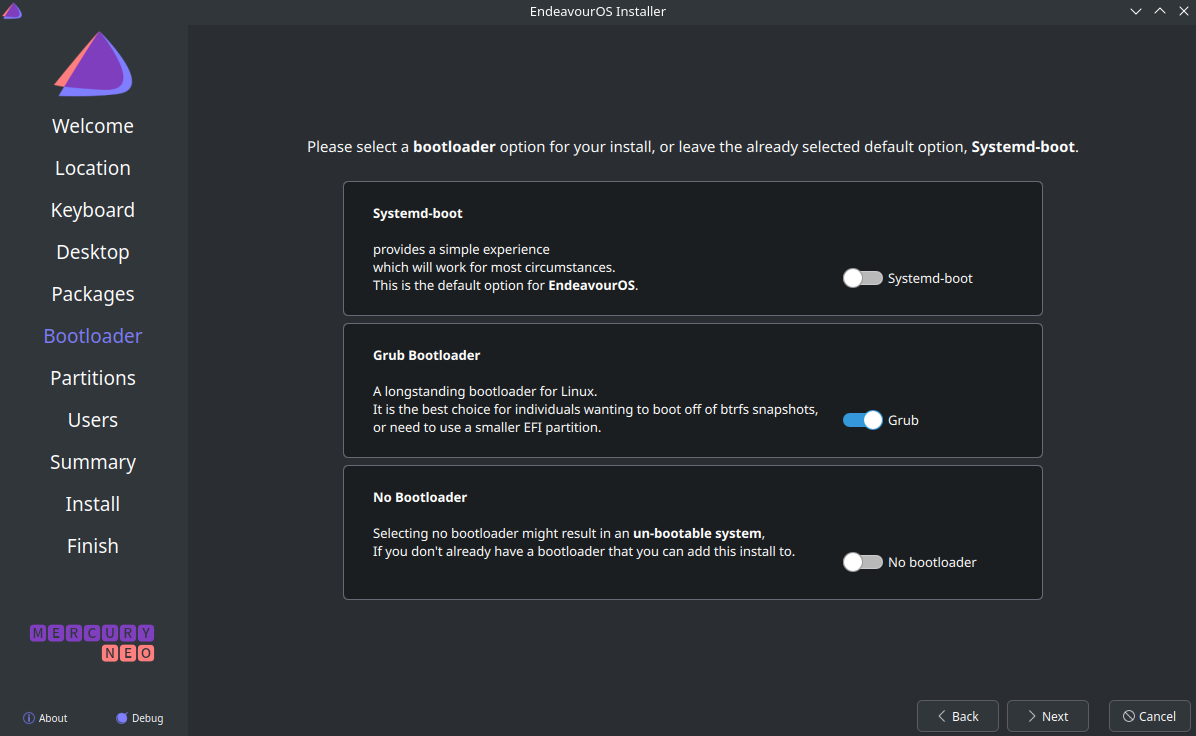 EndeavourOS Installer
Welcome
Location
Keyboard
Desktop
Packages
Bootloader
Partitions
Users
Summary
Install
Finish
MERCURY
NEO
About
Debug
Please select a bootloader option for your install, or leave the already selected default option, Systemd-boot.
Systemd-boot
provides a simple experience
which will work for most circumstances.
This is the default option for EndeavourOS.
Systemd-boot
Grub Bootloader
A longstanding bootloader for Linux.
It is the best choice for individuals wanting to boot off of btrfs snapshots,
or need to use a smaller EFI partition.
Grub
No Bootloader
Selecting no bootloader might result in an un-bootable system,
If you don't already have a bootloader that you can add this install to.
No bootloader
Back
Next
Cancel